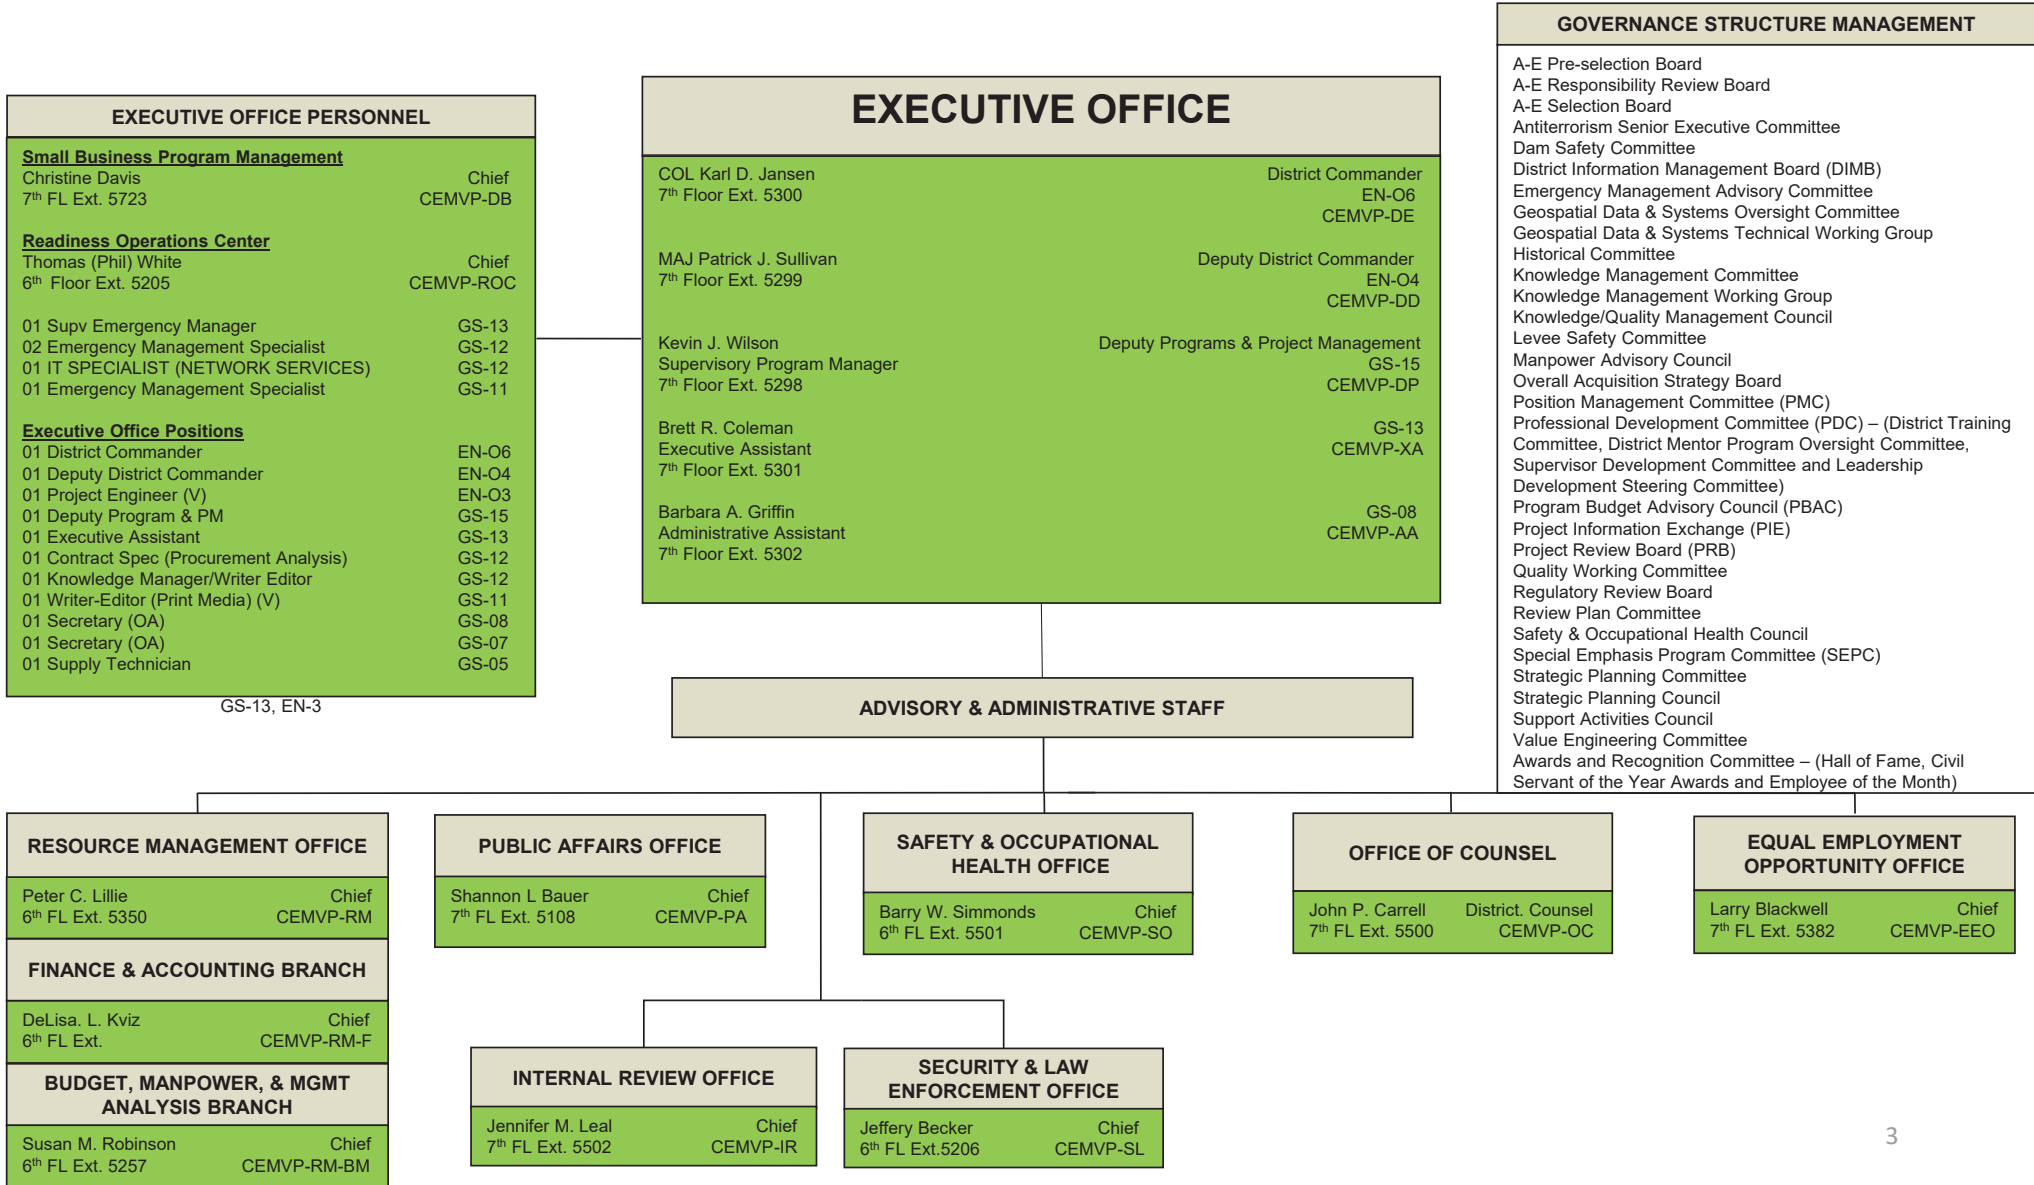 EXECUTIVE OFFICE PERSONNEL
Small Business Program Management
Christine Davis Chief
7th FL Ext. 5723 CEMVP-DB
Readiness Operations Center
Thomas (Phil) White Chief
6th Floor Ext. 5205 CEMVP-ROC
01 Supv Emergency Manager GS-13
02 Emergency Management Specialist GS-12
01 IT SPECIALIST (NETWORK SERVICES) GS-12
01 Emergency Management Specialist GS-11
Executive Office Positions
01 District Commander EN-O6
01 Deputy District Commander EN-O4
01 Project Engineer (V) EN-O3
01 Deputy Program & PM GS-15
01 Executive Assistant GS-13
01 Contract Spec (Procurement Analysis) GS-12
01 Knowledge Manager/Writer Editor GS-12
01 Writer-Editor (Print Media) (V) GS-11
01 Secretary (OA) GS-08
01 Secretary (OA) GS-07
01 Supply Technician GS-05
GS-13, EN-3
EXECUTIVE OFFICE
COL Karl D. Jansen District Commander
7th Floor Ext. 5300 EN-O6
CEMVP-DE
MAJ Patrick J. Sullivan Deputy District Commander
7th Floor Ext. 5299 EN-O4
CEMVP-DD
Kevin J. Wilson Deputy Programs & Project Management
Supervisory Program Manager GS-15
7th Floor Ext. 5298 CEMVP-DP
Brett R. Coleman GS-13
Executive Assistant CEMVP-XA
7th Floor Ext. 5301
Barbara A. Griffin GS-08
Administrative Assistant CEMVP-AA
7th Floor Ext. 5302
GOVERNANCE STRUCTURE MANAGEMENT
A-E Pre-selection Board
A-E Responsibility Review Board
A-E Selection Board
Antiterrorism Senior Executive Committee
Dam Safety Committee
District Information Management Board (DIMB)
Emergency Management Advisory Committee
Geospatial Data & Systems Oversight Committee
Geospatial Data & Systems Technical Working Group
Historical Committee
Knowledge Management Committee
Knowledge Management Working Group
Knowledge/Quality Management Council
Levee Safety Committee
Manpower Advisory Council
Overall Acquisition Strategy Board
Position Management Committee (PMC)
Professional Development Committee (PDC) – (District Training
Committee, District Mentor Program Oversight Committee,
Supervisor Development Committee and Leadership
Development Steering Committee)
Program Budget Advisory Council (PBAC)
Project Information Exchange (PIE)
Project Review Board (PRB)
Quality Working Committee
Regulatory Review Board
Review Plan Committee
Safety & Occupational Health Council
Special Emphasis Program Committee (SEPC)
Strategic Planning Committee
Strategic Planning Council
Support Activities Council
Value Engineering Committee
Awards and Recognition Committee – (Hall of Fame, Civil
Servant of the Year Awards and Employee of the Month)
ADVISORY & ADMINISTRATIVE STAFF
RESOURCE MANAGEMENT OFFICE
Peter C. Lillie Chief
6th FL Ext. 5350 CEMVP-RM
FINANCE & ACCOUNTING BRANCH
DeLisa. L. Kviz Chief
6th FL Ext. CEMVP-RM-F
BUDGET, MANPOWER, & MGMT
ANALYSIS BRANCH
Susan M. Robinson Chief
6th FL Ext. 5257 CEMVP-RM-BM
PUBLIC AFFAIRS OFFICE
Shannon L Bauer Chief
7th FL Ext. 5108 CEMVP-PA
SAFETY & OCCUPATIONAL
HEALTH OFFICE
Barry W. Simmonds Chief
6th FL Ext. 5501 CEMVP-SO
OFFICE OF COUNSEL
John P. Carrell District. Counsel
7th FL Ext. 5500 CEMVP-OC
EQUAL EMPLOYMENT
OPPORTUNITY OFFICE
Larry Blackwell Chief
7th FL Ext. 5382 CEMVP-EEO
INTERNAL REVIEW OFFICE
Jennifer M. Leal Chief
7th FL Ext. 5502 CEMVP-IR
SECURITY & LAW
ENFORCEMENT OFFICE
Jeffery Becker Chief
6th FL Ext.5206 CEMVP-SL
3